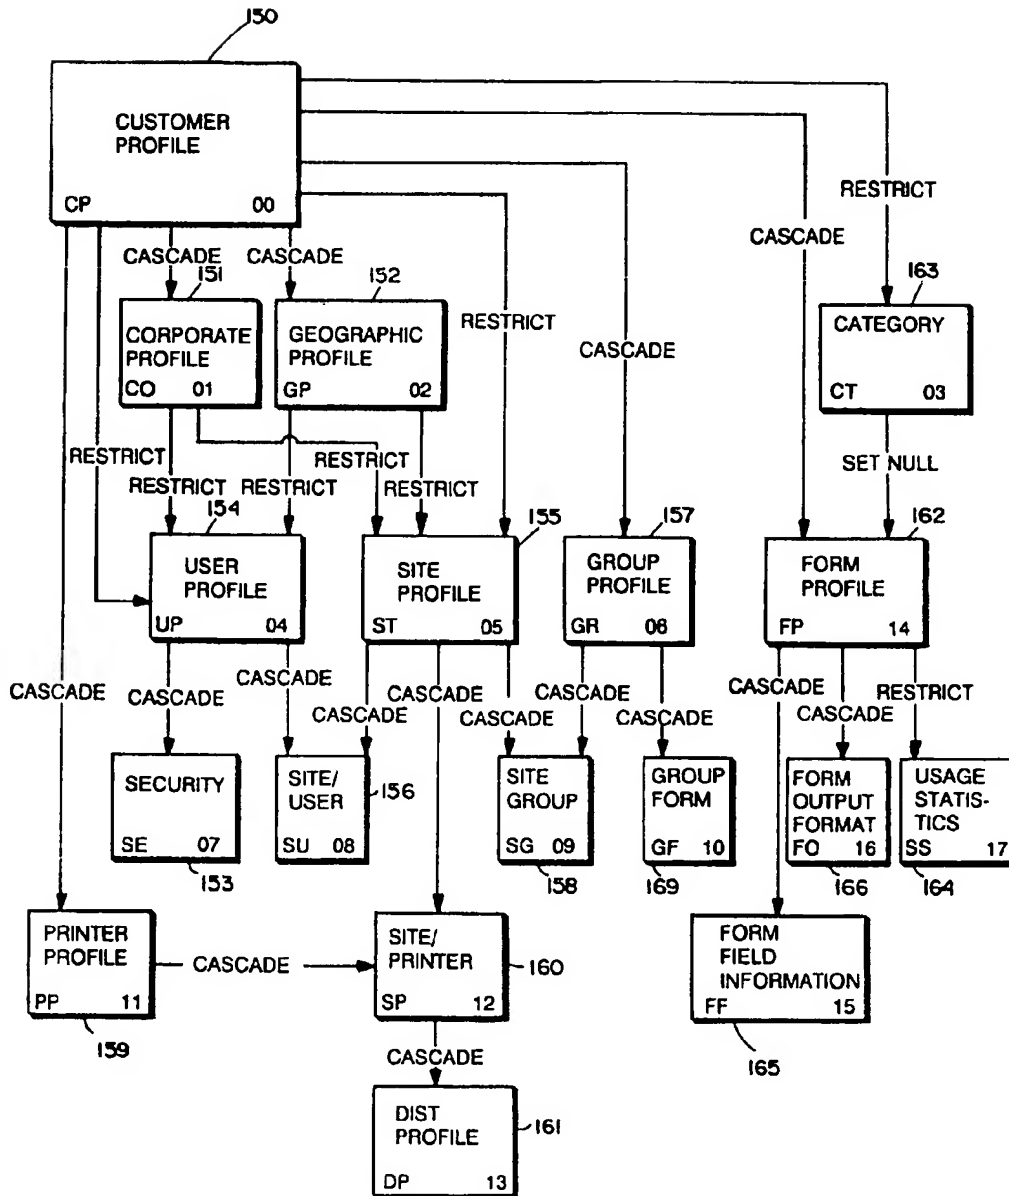 150
CUSTOMER
PROFILE
CP 00
RESTRICT
CASCADE
CASCADE CASCADE
151
152
163
CORPORATE
PROFILE
CO 01
GEOGRAPHIC
PROFILE
GP 02
RESTRICT
CASCADE
CATEGORY
CT 03
RESTRICT
RESTRICT
RESTRICT
RESTRICT
RESTRICT
SET NULL
154
155
157
162
USER
PROFILE
UP 04
SITE
PROFILE
ST 05
GROUP
PROFILE
GR 06
FORM
PROFILE
FP 14
CASCADE
CASCADE
CASCADE
CASCADE
CASCADE
CASCADE
CASCADE
CASCADE
CASCADE
RESTRICT
SECURITY
SE 07
153
SITE/
USER
SU 08
156
SITE
GROUP
SG 09
158
GROUP
FORM
GF 10
169
FORM
OUTPUT
FORMAT
FO 16
166
USAGE
STATIS-
TICS
SS 17
164
PRINTER
PROFILE
PP 11
159
CASCADE
SITE/
PRINTER
SP 12
160
FORM
FIELD
INFORMATION
FF 15
165
CASCADE
DIST
PROFILE
DP 13
161